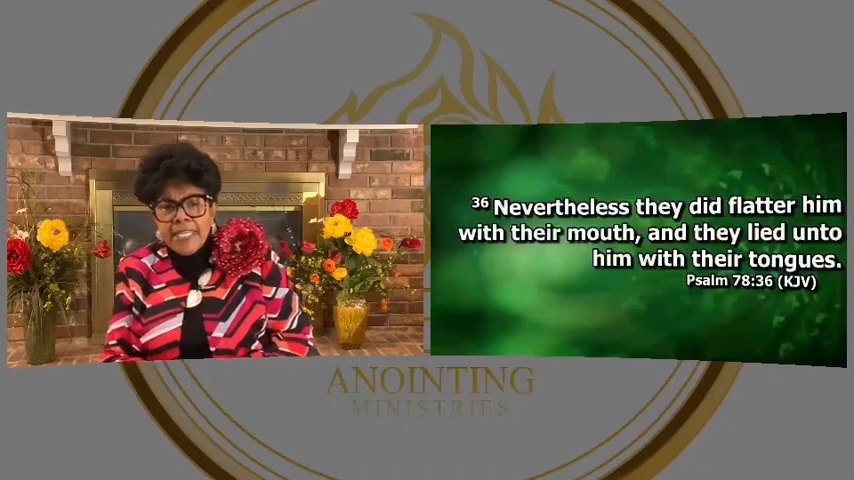 36 Nevertheless they did flatter him
with their mouth, and they lied unto
him with their tongues.
Psalm 78:36 (KJV)
ANOINTING
MINISTRIES